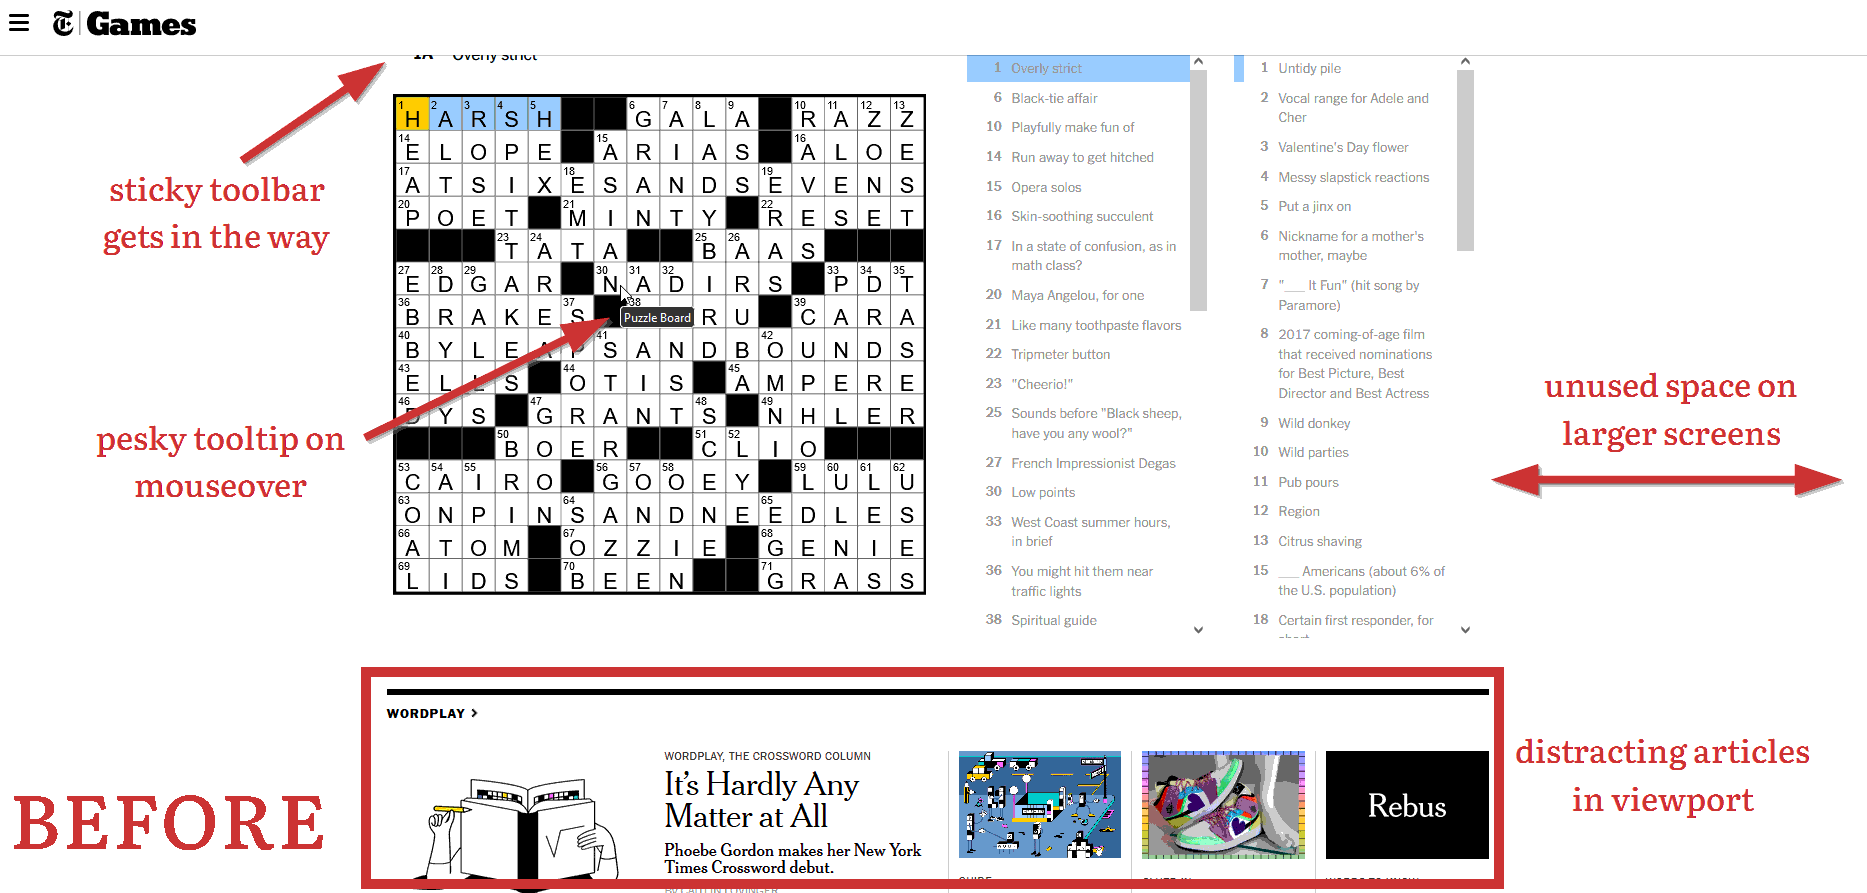 Games
1A Overly strict
sticky toolbar
gets in the way
pesky tooltip on
mouseover
1 2 3 4 5 6 7 8 9 10 11 12 13
H A R S H G A L A R A Z Z
14 15 16
E L O P E A R I A S A L O E
17 18 19
A T S I X E S A N D S E V E N S
20 21 22
P O E T M I N T Y R E S E T
23 24 25 26
T A T A B A A S
27 28 29 30 31 32 33 34 35
E D G A R N A D I R S P D T
36 37 38 39
B R A K E S R U C A R A
Puzzle Board
40 41 42
B Y L E A P S A N D B O U N D S
43 44 45
E L L S O T I S A M P E R E
46 47 48 49
D Y S G R A N T S N H L E R
50 51 52
B O E R C L I O
53 54 55 56 57 58 59 60 61 62
C A I R O G O O E Y L U L U
63 64 65
O N P I N S A N D N E E D L E S
66 67 68
A T O M O Z Z I E G E N I E
69 70 71
L I D S B E E N G R A S S
1 Overly strict
6 Black-tie affair
10 Playfully make fun of
14 Run away to get hitched
15 Opera solos
16 Skin-soothing succulent
17 In a state of confusion, as in
math class?
20 Maya Angelou, for one
21 Like many toothpaste flavors
22 Tripmeter button
23 "Cheerio!"
25 Sounds before "Black sheep,
have you any wool?"
27 French Impressionist Degas
30 Low points
33 West Coast summer hours,
in brief
36 You might hit them near
traffic lights
38 Spiritual guide
1 Untidy pile
2 Vocal range for Adele and
Cher
3 Valentine's Day flower
4 Messy slapstick reactions
5 Put a jinx on
6 Nickname for a mother's
mother, maybe
7 "___ It Fun" (hit song by
Paramore)
8 2017 coming-of-age film
that received nominations
for Best Picture, Best
Director and Best Actress
9 Wild donkey
10 Wild parties
11 Pub pours
12 Region
13 Citrus shaving
15 ___ Americans (about 6% of
the U.S. population)
18 Certain first responder, for
short
unused space on
larger screens
WORDPLAY >
WORDPLAY, THE CROSSWORD COLUMN
It's Hardly Any
Matter at All
Phoebe Gordon makes her New York
Times Crossword debut.
BY CAITLIN LOVINGER
Rebus
distracting articles
in viewport
BEFORE